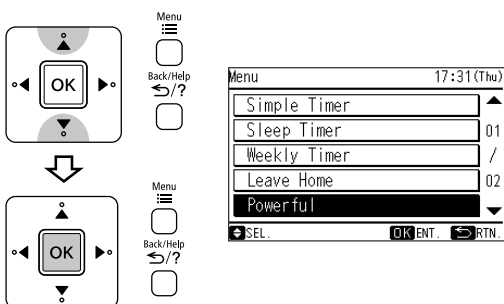 Menu
OK
Back/Help
/?
Menu
OK
Back/Help
/?
Menu 17:31(Thu)
Simple Timer
Sleep Timer
Weekly Timer
Leave Home
Powerful
01
/
02
SEL. OK ENT. RTN.